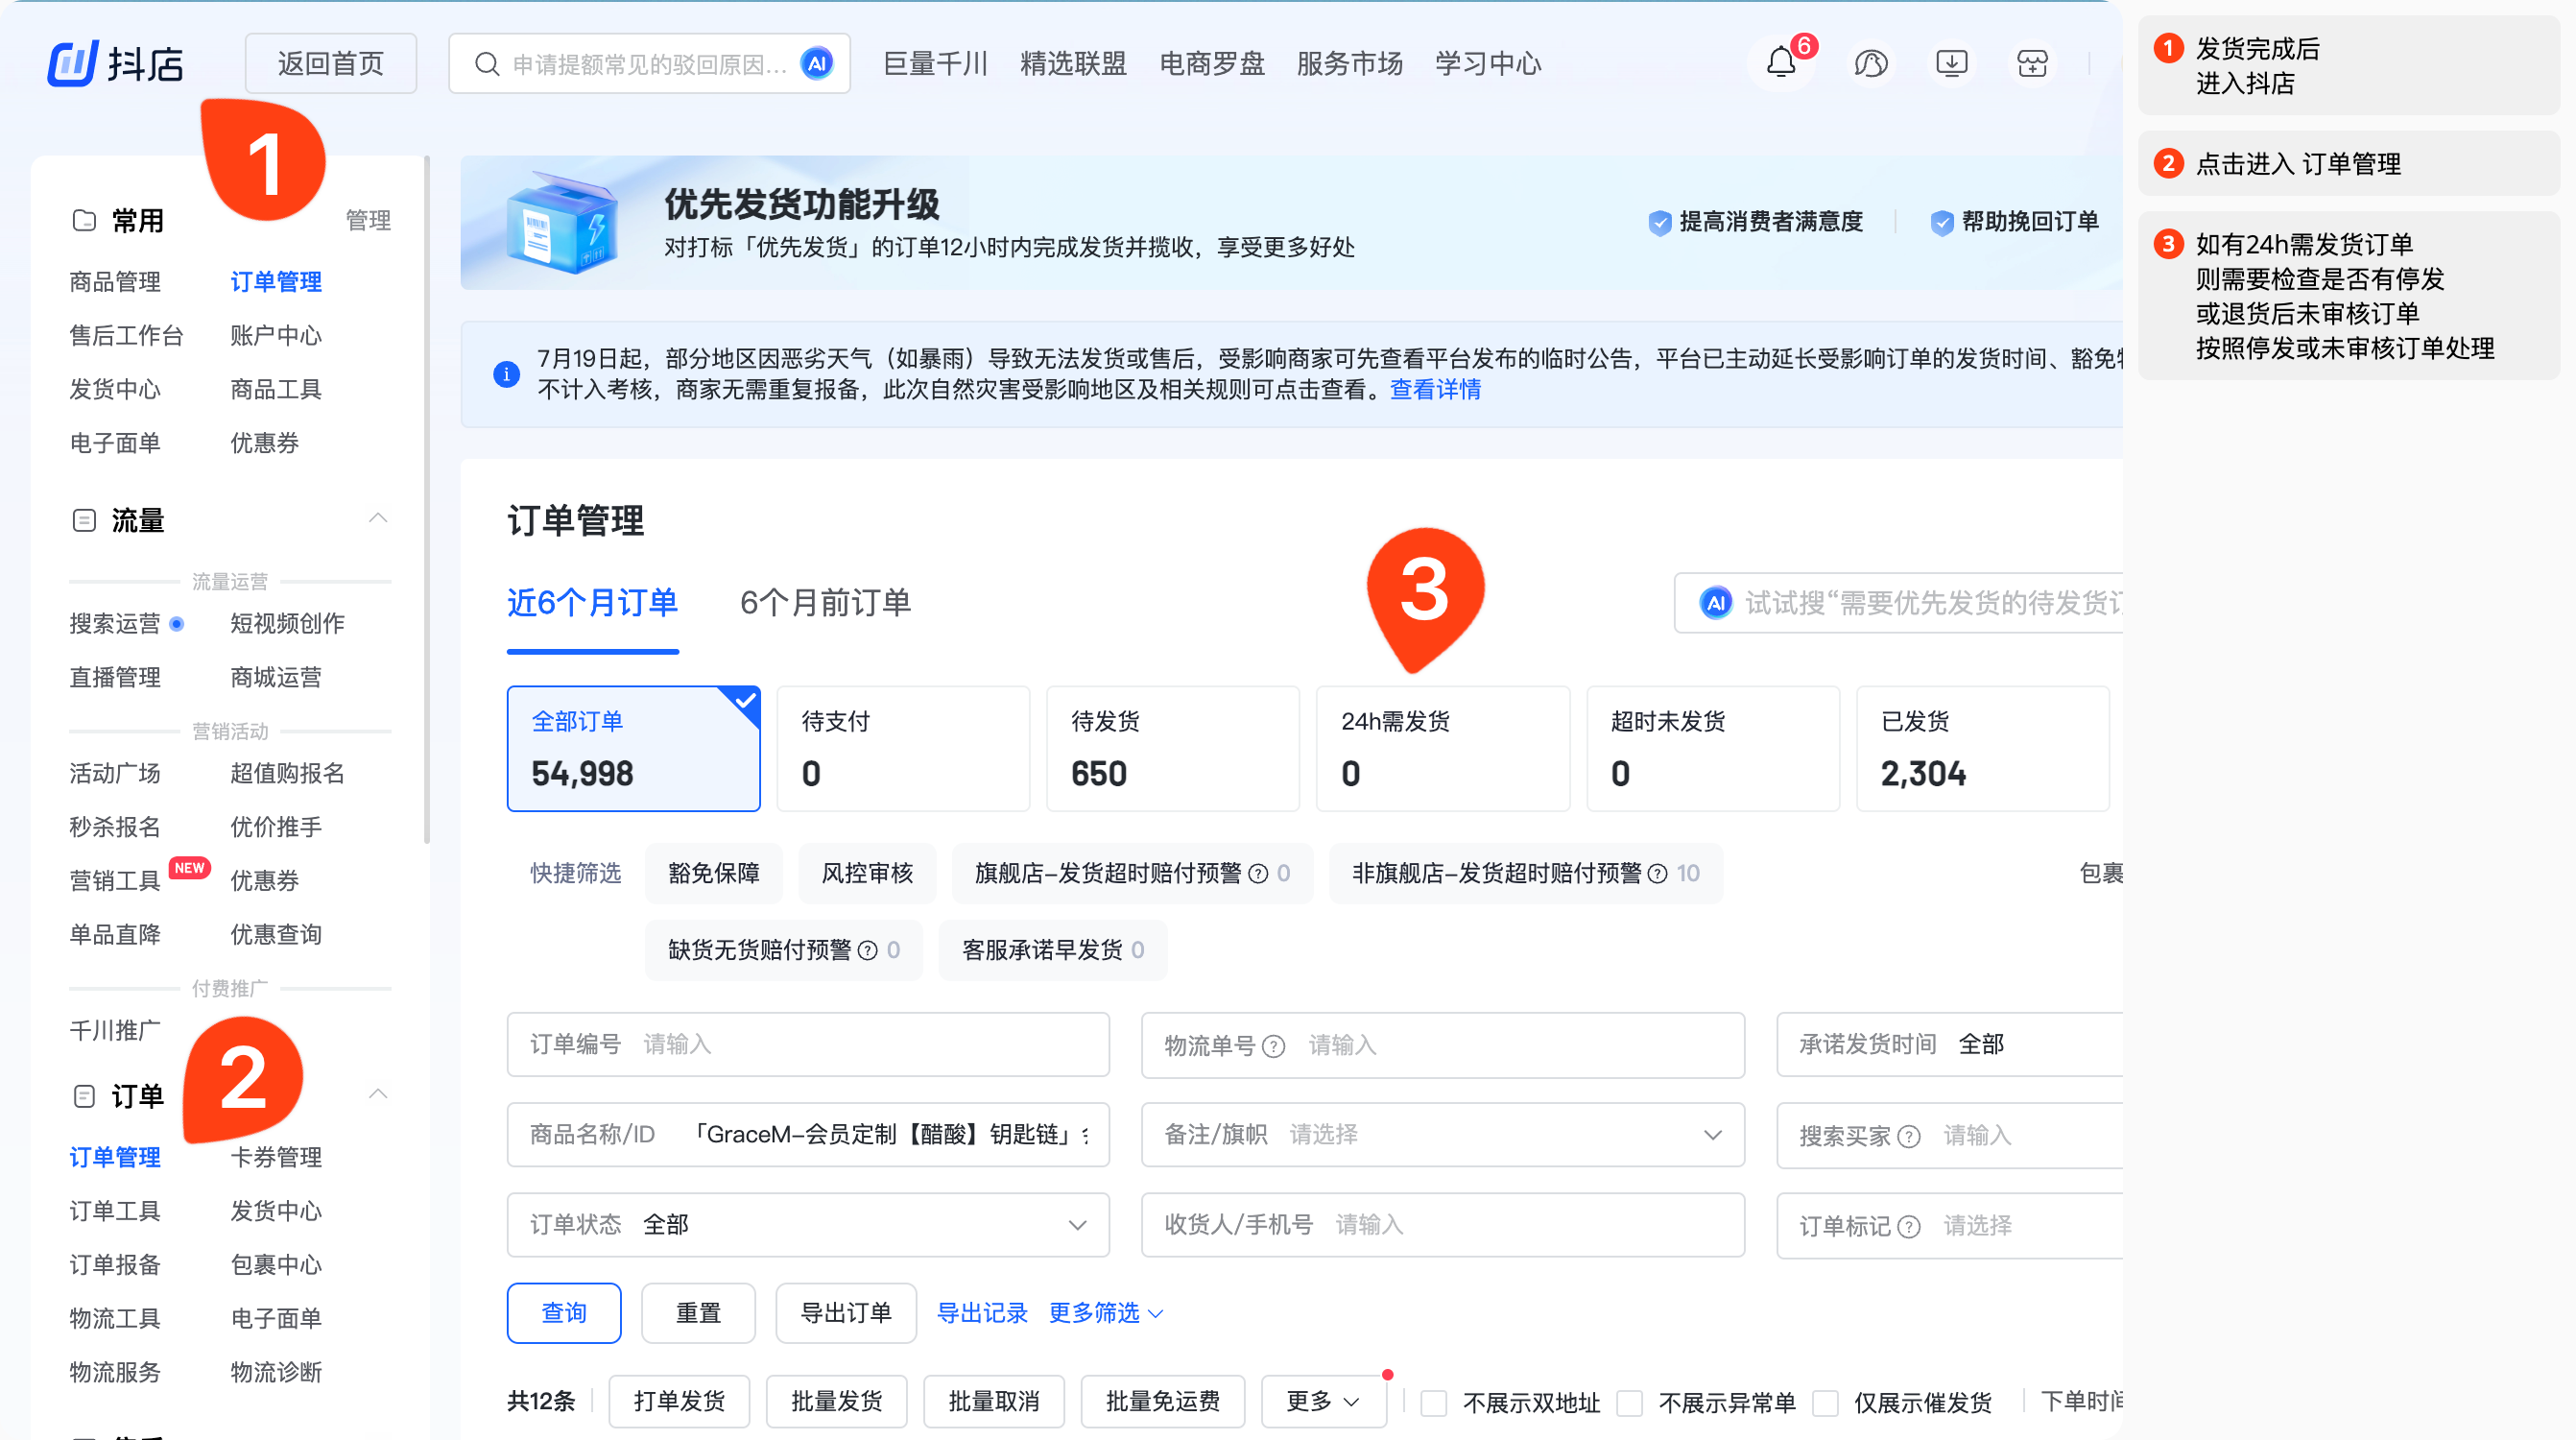 抖店
返回首页
申请提额常见的驳回原因...
AI
巨量千川
精选联盟
电商罗盘
服务市场
学习中心
6
1
常用
管理
商品管理
订单管理
售后工作台
账户中心
发货中心
商品工具
电子面单
优惠券
流量
流量运营
搜索运营
短视频创作
直播管理
商城运营
营销活动
活动广场
超值购报名
秒杀报名
优价推手
营销工具
NEW
优惠券
单品直降
优惠查询
付费推广
千川推广
2
订单
订单管理
卡券管理
订单工具
发货中心
订单报备
包裹中心
物流工具
电子面单
物流服务
物流诊断
优先发货功能升级
对打标「优先发货」的订单12小时内完成发货并揽收，享受更多好处
提高消费者满意度
帮助挽回订单
7月19日起，部分地区因恶劣天气（如暴雨）导致无法发货或售后，受影响商家可先查看平台发布的临时公告，平台已主动延长受影响订单的发货时间、豁免
不计入考核，商家无需重复报备，此次自然灾害受影响地区及相关规则可点击查看。查看详情
订单管理
近6个月订单
6个月前订单
3
AI
试试搜“需要优先发货的待发货订
全部订单
54,998
待支付
0
待发货
650
24h需发货
0
超时未发货
0
已发货
2,304
快捷筛选
豁免保障
风控审核
旗舰店-发货超时赔付预警 ? 0
非旗舰店-发货超时赔付预警 ? 10
包裹
缺货无货赔付预警 ? 0
客服承诺早发货 0
订单编号 请输入
物流单号 ? 请输入
承诺发货时间 全部
商品名称/ID 「GraceM-会员定制【醋酸】钥匙链」
备注/旗帜 请选择
搜索买家 ? 请输入
订单状态 全部
收货人/手机号 请输入
订单标记 ? 请选择
查询
重置
导出订单
导出记录
更多筛选
共12条
打单发货
批量发货
批量取消
批量免运费
更多
不展示双地址
不展示异常单
仅展示催发货
下单时间
1 发货完成后
进入抖店
2 点击进入 订单管理
3 如有24h需发货订单
则需要检查是否有停发
或退货后未审核订单
按照停发或未审核订单处理